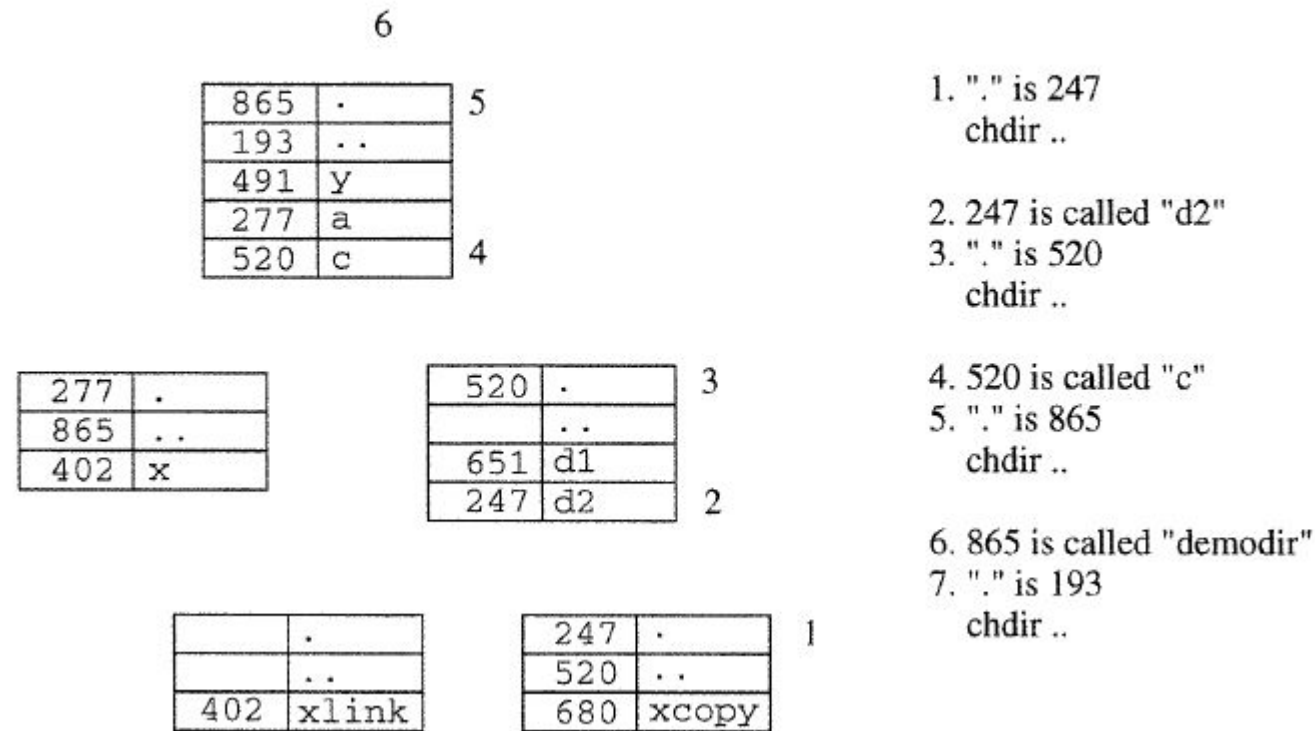 6
865 . 5
193 ..
491 y
277 a
520 c 4
277 .
865 ..
402 x
520 . 3
..
651 d1
247 d2 2
.
..
402 xlink
247 . 1
520 ..
680 xcopy
1. "." is 247
chdir ..
2. 247 is called "d2"
3. "." is 520
chdir ..
4. 520 is called "c"
5. "." is 865
chdir ..
6. 865 is called "demodir"
7. "." is 193
chdir ..